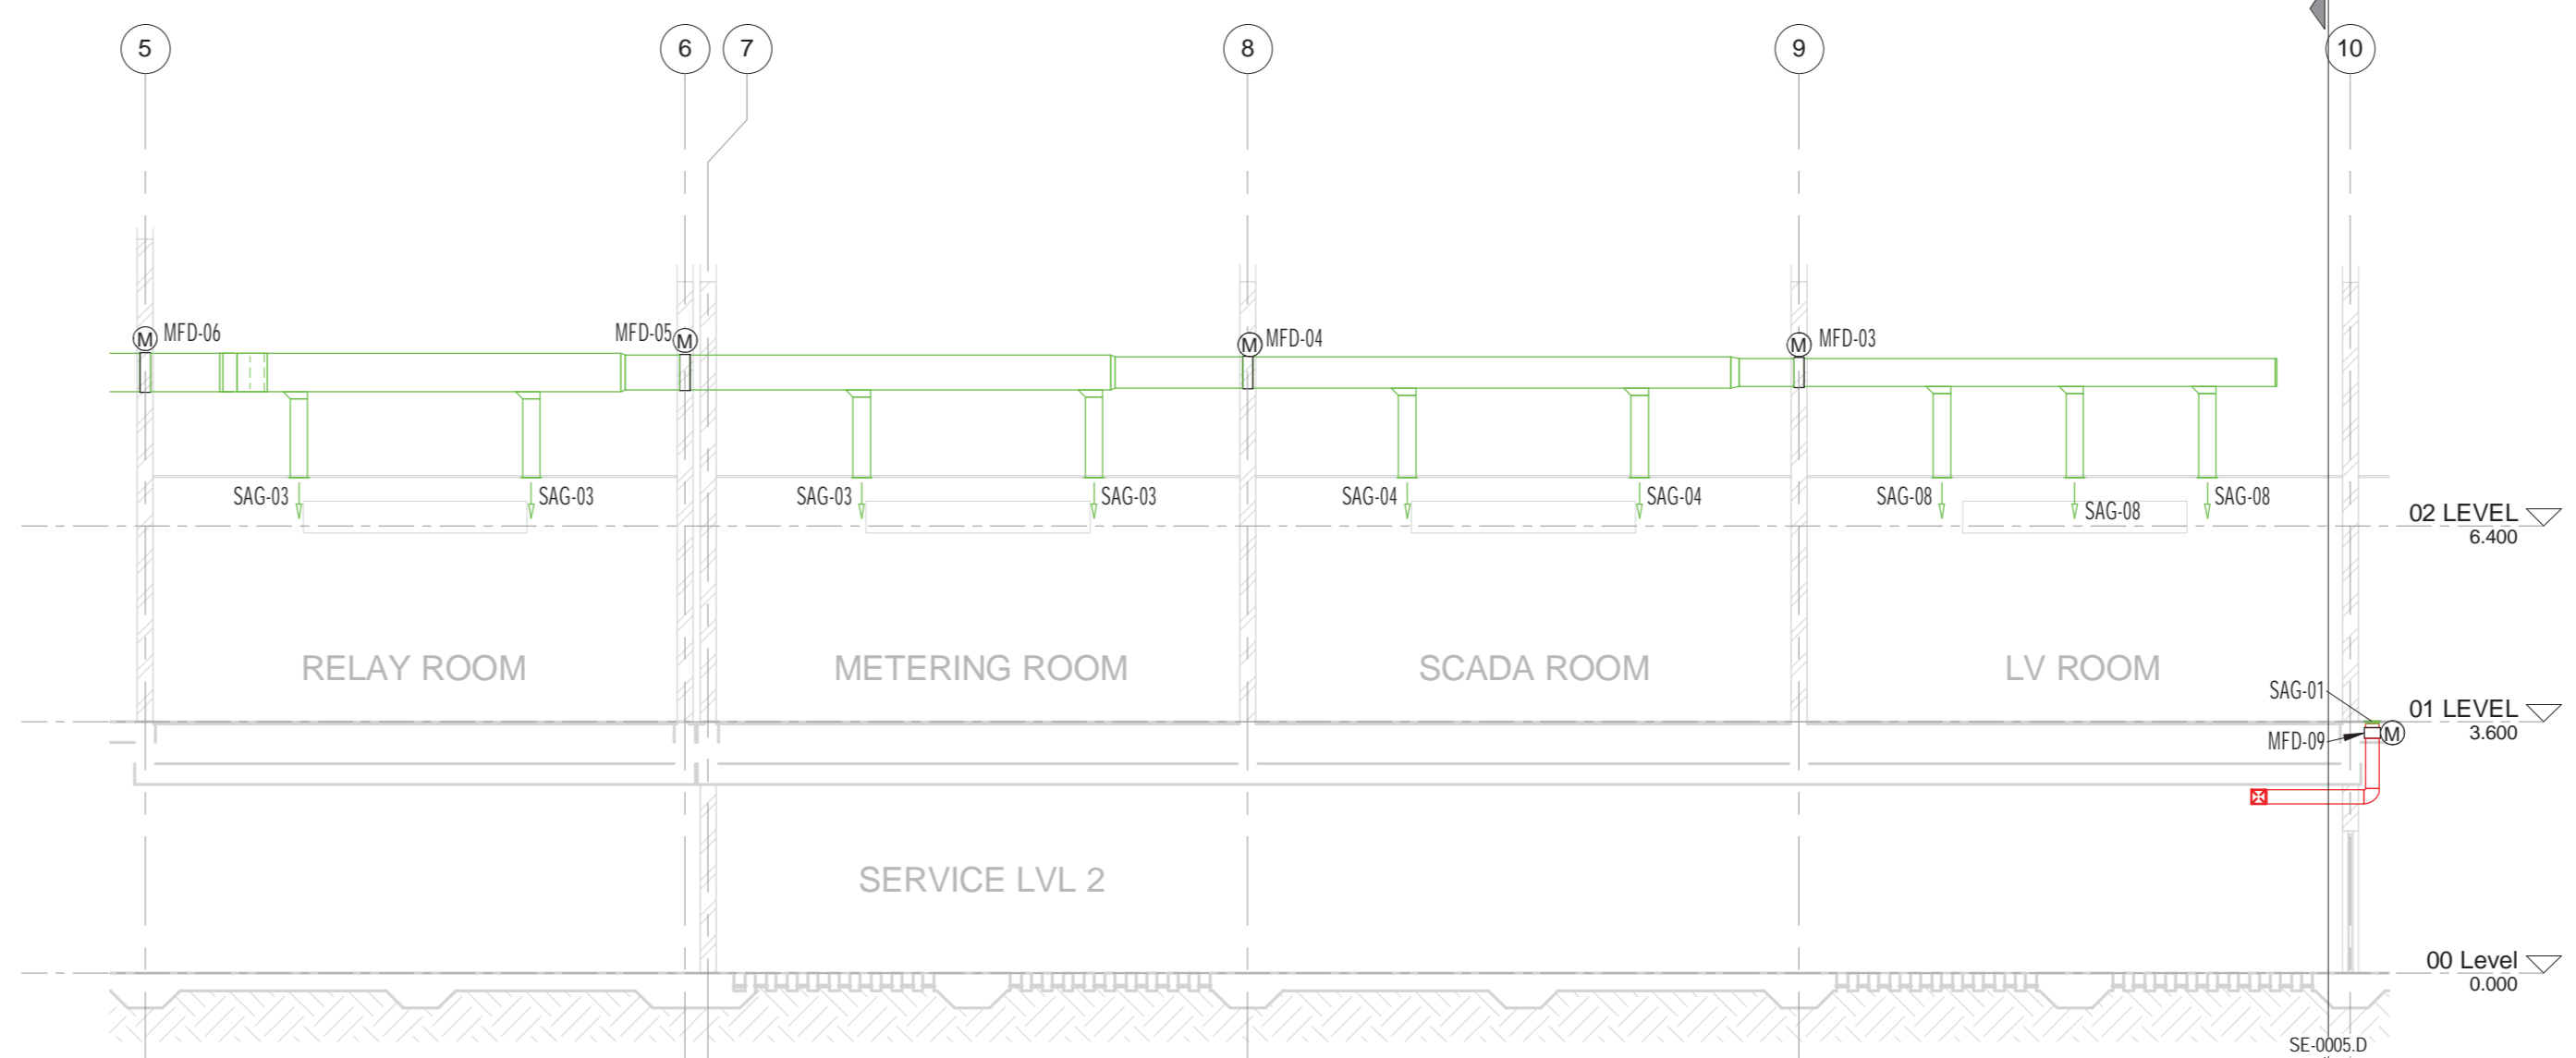 5 6 7 8 9 10
MFD-06 M
MFD-05 M
M MFD-04
M MFD-03
SAG-03 SAG-03 SAG-03 SAG-03 SAG-04 SAG-04 SAG-08 SAG-08 SAG-08
02 LEVEL
6.400
RELAY ROOM METERING ROOM SCADA ROOM LV ROOM
SAG-01
01 LEVEL
3.600
MFD-09 M
SERVICE LVL 2
00 Level
0.000
SE-0005.D